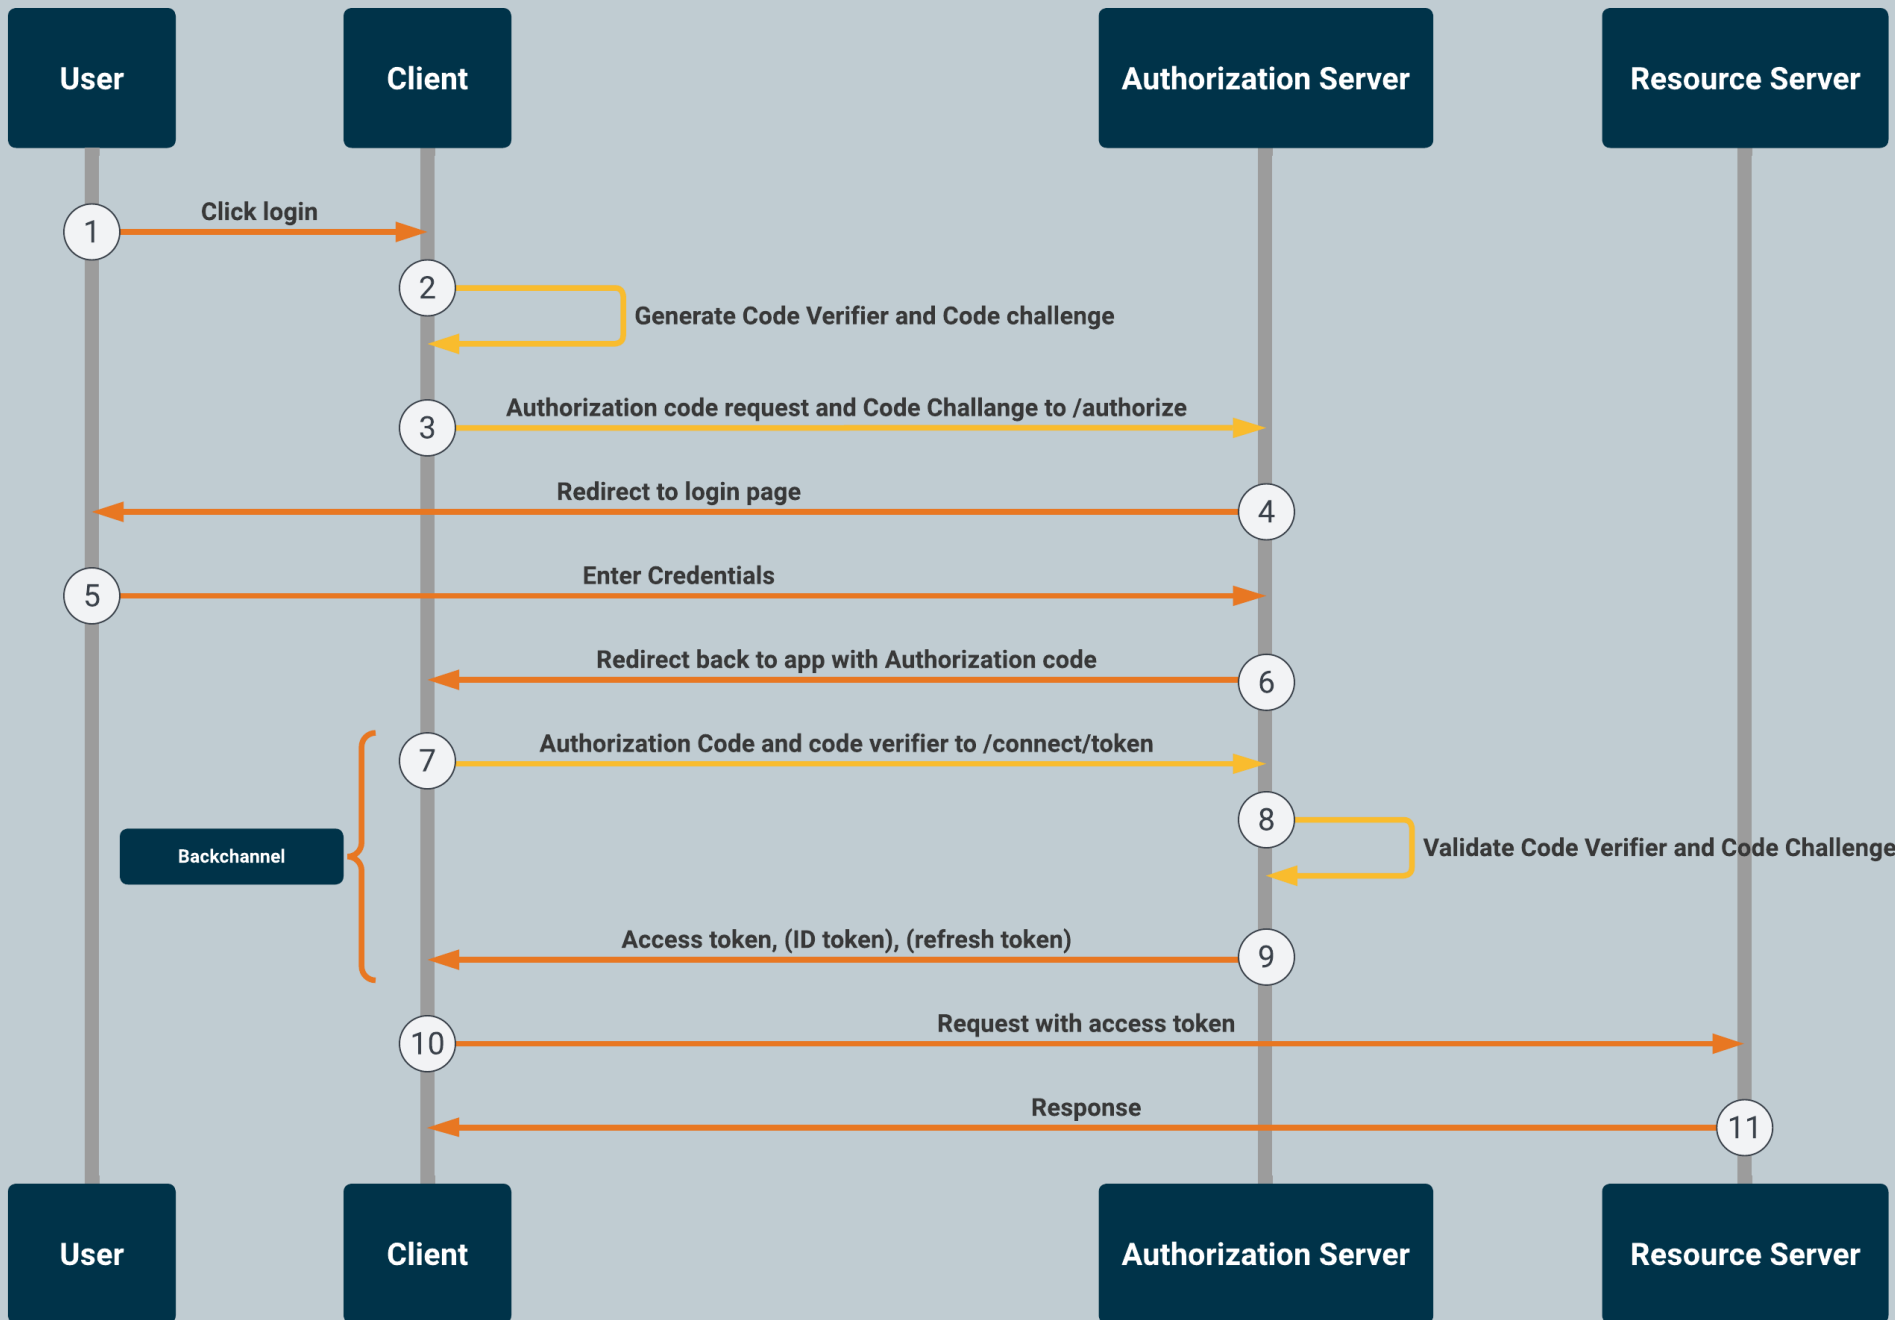 User
Client
Authorization Server
Resource Server
1
Click login
2
Generate Code Verifier and Code challenge
3
Authorization code request and Code Challange to /authorize
4
Redirect to login page
5
Enter Credentials
6
Redirect back to app with Authorization code
7
Authorization Code and code verifier to /connect/token
8
Validate Code Verifier and Code Challenge
Backchannel
9
Access token, (ID token), (refresh token)
10
Request with access token
11
Response
User
Client
Authorization Server
Resource Server